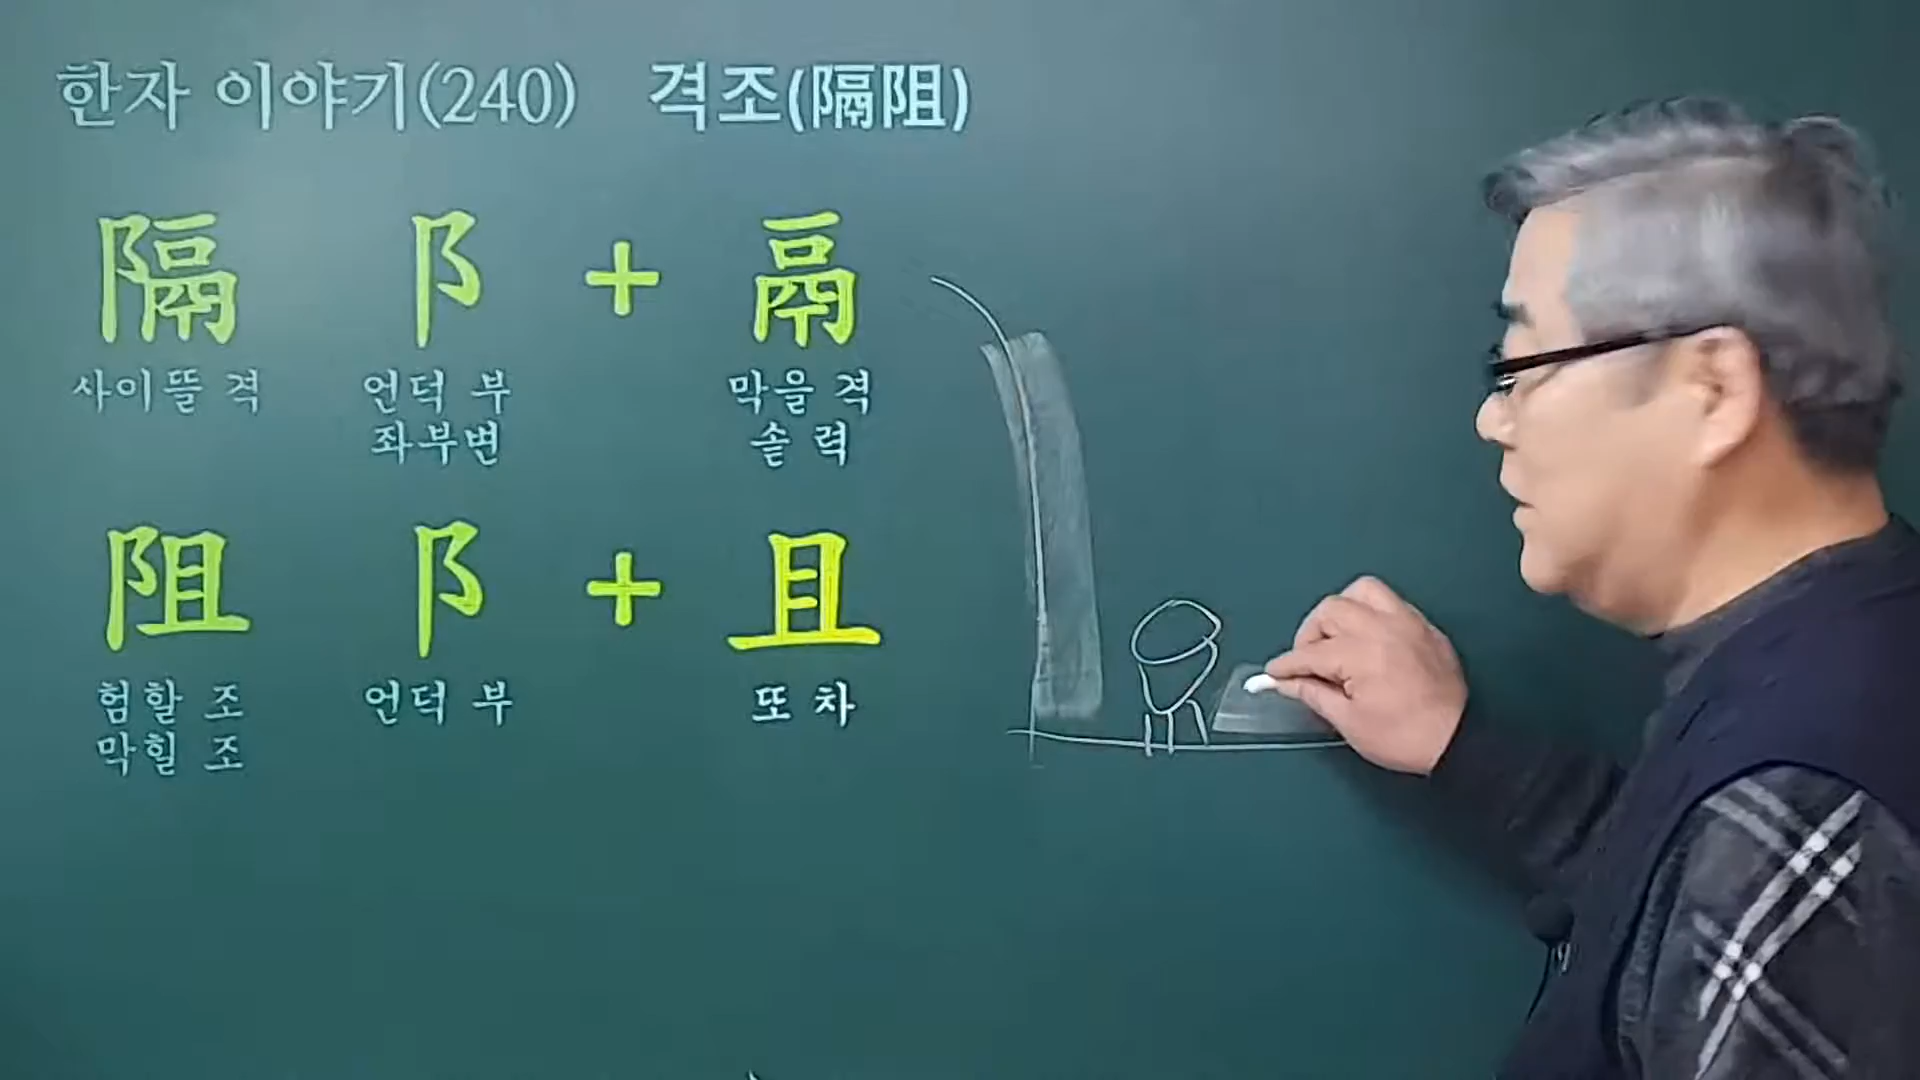 한자 이야기(240) 격조(隔阻)
隔 阝 + 鬲
사이뜰 격 언덕 부 막을 격
좌부변 솥 력
阻 阝 + 且
험할 조 언덕 부 또 차
막힐 조